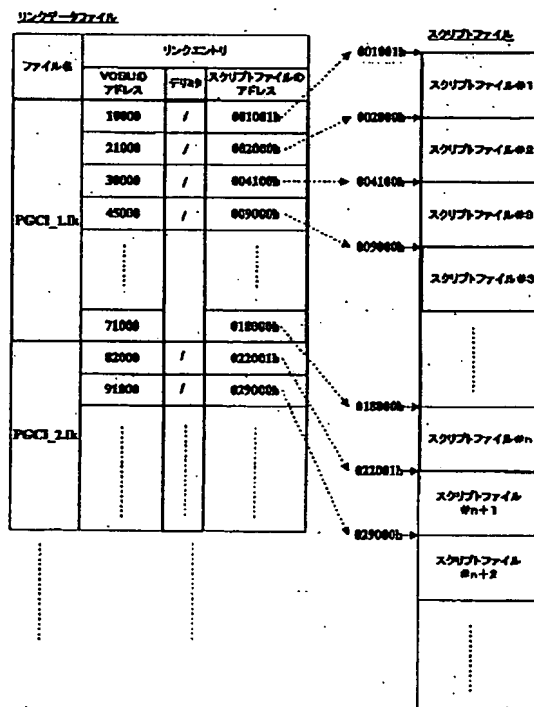 リンクデータファイル
ファイル名
リンクエントリ
VOBUの
アドレス
デリミタ
スクリプトファイルの
アドレス
PGCI_1.lk
10000 / 001001h
21000 / 002000h
30000 / 004100h
45000 / 009000h
71000 018000h
PGCI_2.lk
82000 / 022001h
91800 / 029000h
スクリプトファイル
001001h
スクリプトファイル#1
002000h
スクリプトファイル#2
004100h
スクリプトファイル#3
009000h
スクリプトファイル#3
018000h
スクリプトファイル#n
022001h
スクリプトファイル
#n+1
029000h
スクリプトファイル
#n+2